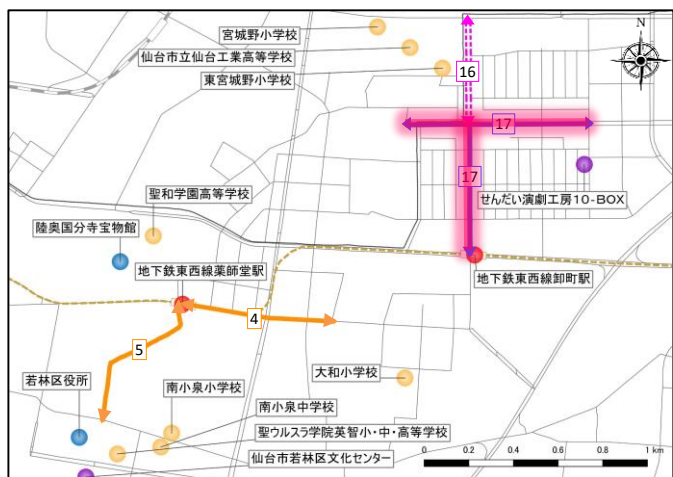 宮城野小学校
N
仙台市立仙台工業高等学校
東宮城野小学校
16
17
17
聖和学園高等学校
せんだい演劇工房10-BOX
陸奥国分寺宝物館
地下鉄東西線薬師堂駅
地下鉄東西線卸町駅
4
5
大和小学校
若林区役所
南小泉小学校
南小泉中学校
聖ウルスラ学院英智小・中・高等学校
仙台市若林区文化センター
0 0.2 0.4 0.6 0.8 1 km